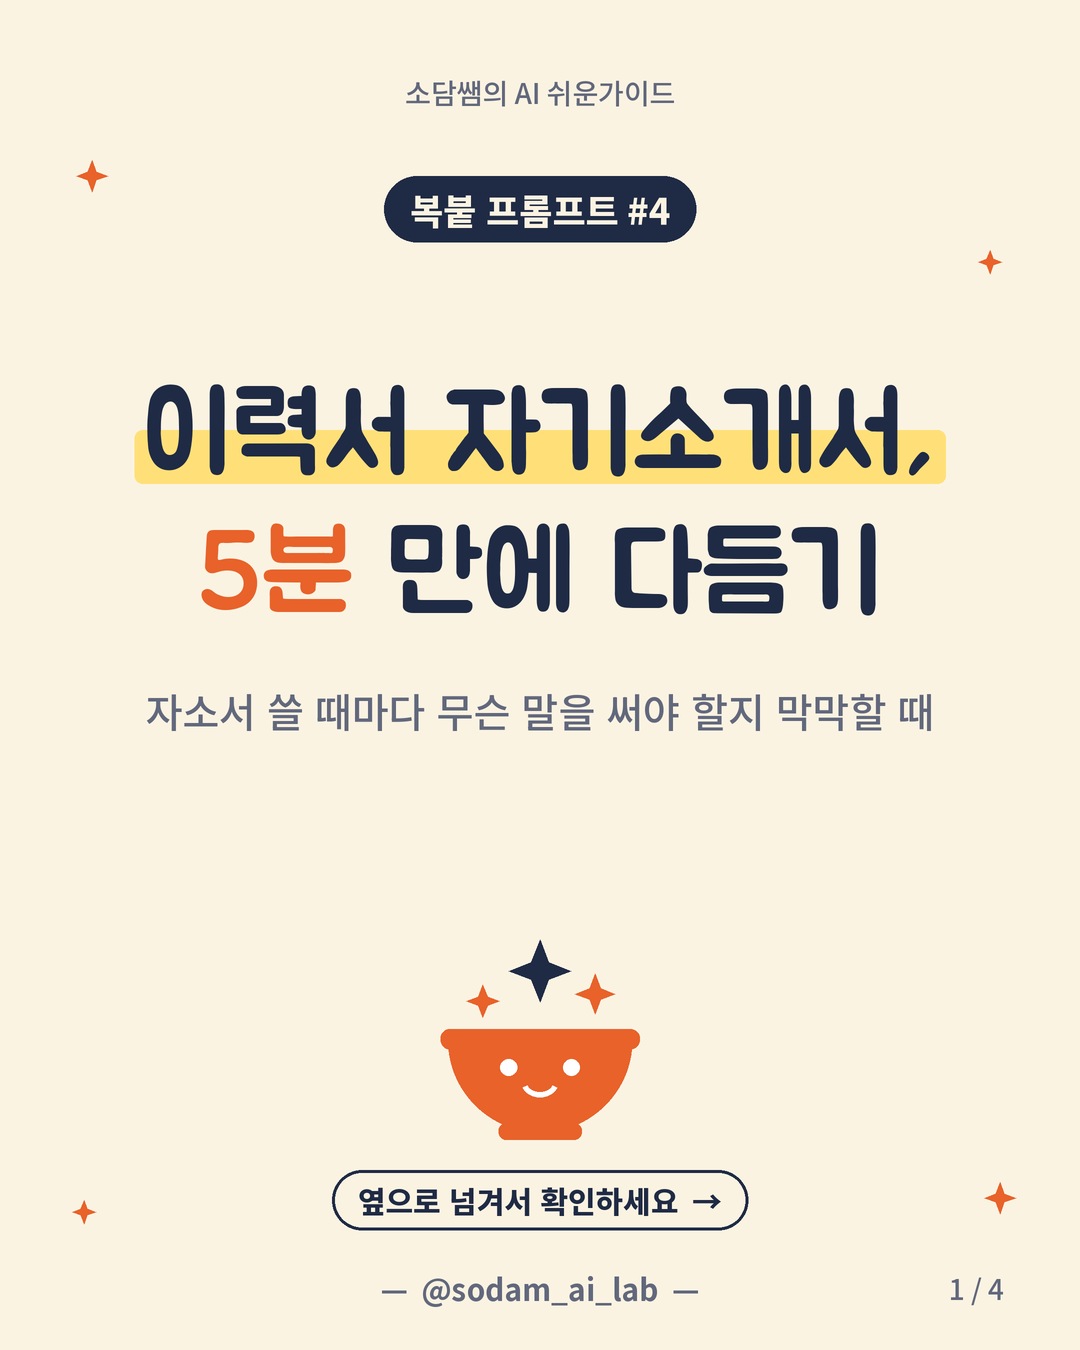 소담쌤의 AI 쉬운가이드
복붙 프롬프트 #4
이력서 자기소개서,
5분 만에 다듬기
자소서 쓸 때마다 무슨 말을 써야 할지 막막할 때
옆으로 넘겨서 확인하세요 →
— @sodam_ai_lab —
1 / 4